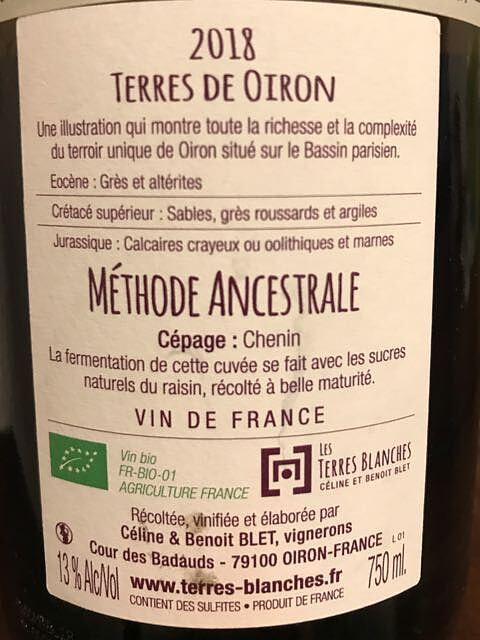 2018
TERRES DE OIRON
Une illustration qui montre toute la richesse et la complexité
du terroir unique de Oiron situé sur le Bassin parisien.
Eocène : Grès et altérites
Crétacé supérieur : Sables, grès roussards et argiles
Jurassique : Calcaires crayeux ou oolithiques et marnes
MÉTHODE ANCESTRALE
Cépage : Chenin
La fermentation de cette cuvée se fait avec les sucres
naturels du raisin, récolté à belle maturité.
VIN DE FRANCE
Vin bio
FR-BIO-01
AGRICULTURE FRANCE
LES
TERRES BLANCHES
CÉLINE ET BENOIT BLET
Récoltée, vinifiée et élaborée par
Céline & Benoit BLET, vignerons
Cour des Badauds - 79100 OIRON-FRANCE
L 01
13 % Alc/Vol
www.terres-blanches.fr
750 ml.
CONTIENT DES SULFITES • PRODUIT DE FRANCE